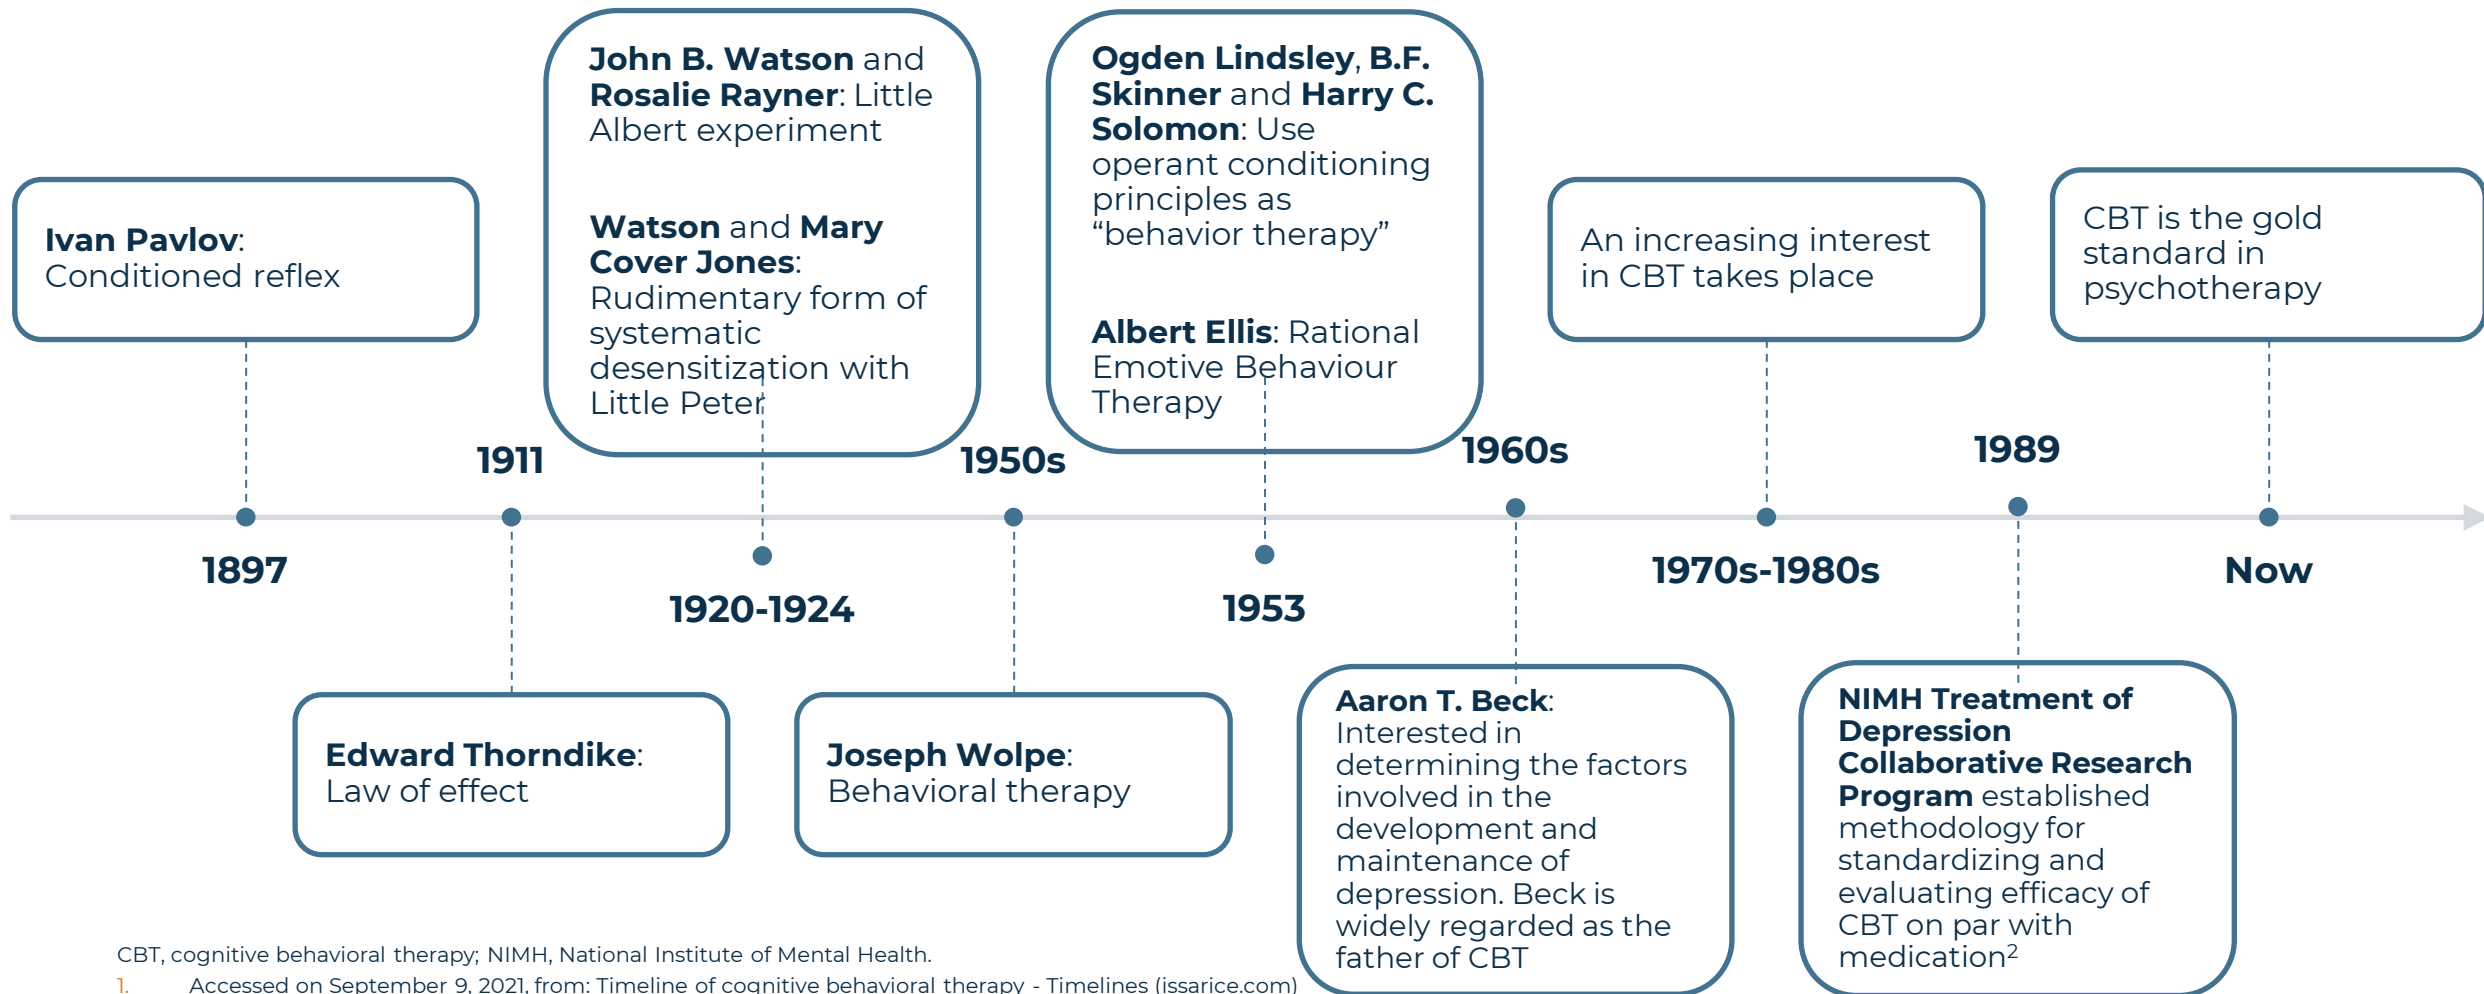 Ivan Pavlov:
Conditioned reflex
1897
1911
Edward Thorndike:
Law of effect
John B. Watson and
Rosalie Rayner: Little
Albert experiment
Watson and Mary
Cover Jones:
Rudimentary form of
systematic
desensitization with
Little Peter
1920-1924
1950s
Joseph Wolpe:
Behavioral therapy
Ogden Lindsley, B.F.
Skinner and Harry C.
Solomon: Use
operant conditioning
principles as
“behavior therapy”
Albert Ellis: Rational
Emotive Behaviour
Therapy
1953
1960s
Aaron T. Beck:
Interested in
determining the factors
involved in the
development and
maintenance of
depression. Beck is
widely regarded as the
father of CBT
An increasing interest
in CBT takes place
1970s-1980s
1989
NIMH Treatment of
Depression
Collaborative Research
Program established
methodology for
standardizing and
evaluating efficacy of
CBT on par with
medication²
CBT is the gold
standard in
psychotherapy
Now
CBT, cognitive behavioral therapy; NIMH, National Institute of Mental Health.
1. Accessed on September 9, 2021, from: Timeline of cognitive behavioral therapy - Timelines (issarice.com)